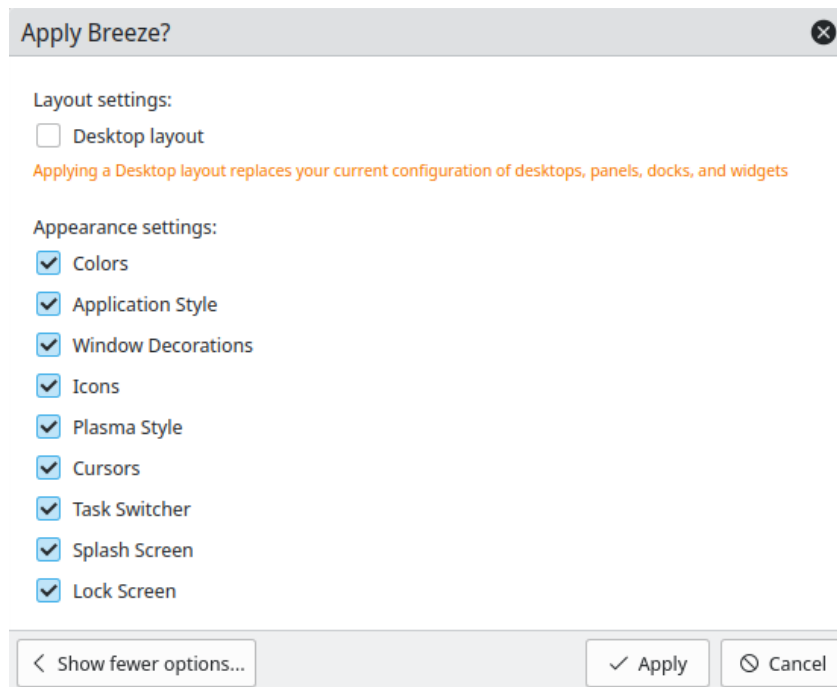 Apply Breeze?
Layout settings:
Desktop layout
Applying a Desktop layout replaces your current configuration of desktops, panels, docks, and widgets
Appearance settings:
Colors
Application Style
Window Decorations
Icons
Plasma Style
Cursors
Task Switcher
Splash Screen
Lock Screen
Show fewer options...
Apply
Cancel